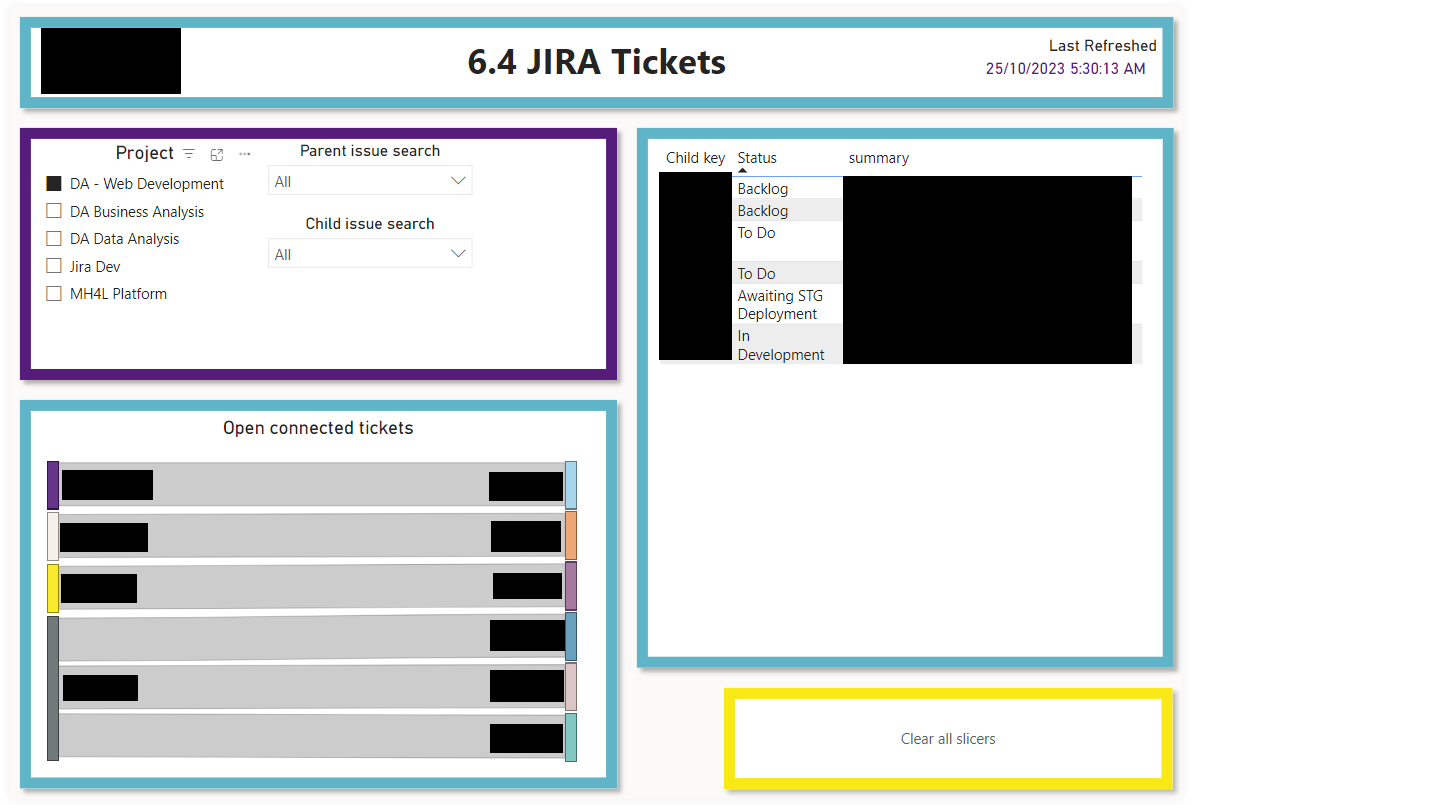 6.4 JIRA Tickets
Last Refreshed
25/10/2023 5:30:13 AM
Project
DA - Web Development
DA Business Analysis
DA Data Analysis
Jira Dev
MH4L Platform
Parent issue search
All
Child issue search
All
Open connected tickets
Child key Status summary
Backlog
Backlog
To Do
To Do
Awaiting STG
Deployment
In
Development
Clear all slicers